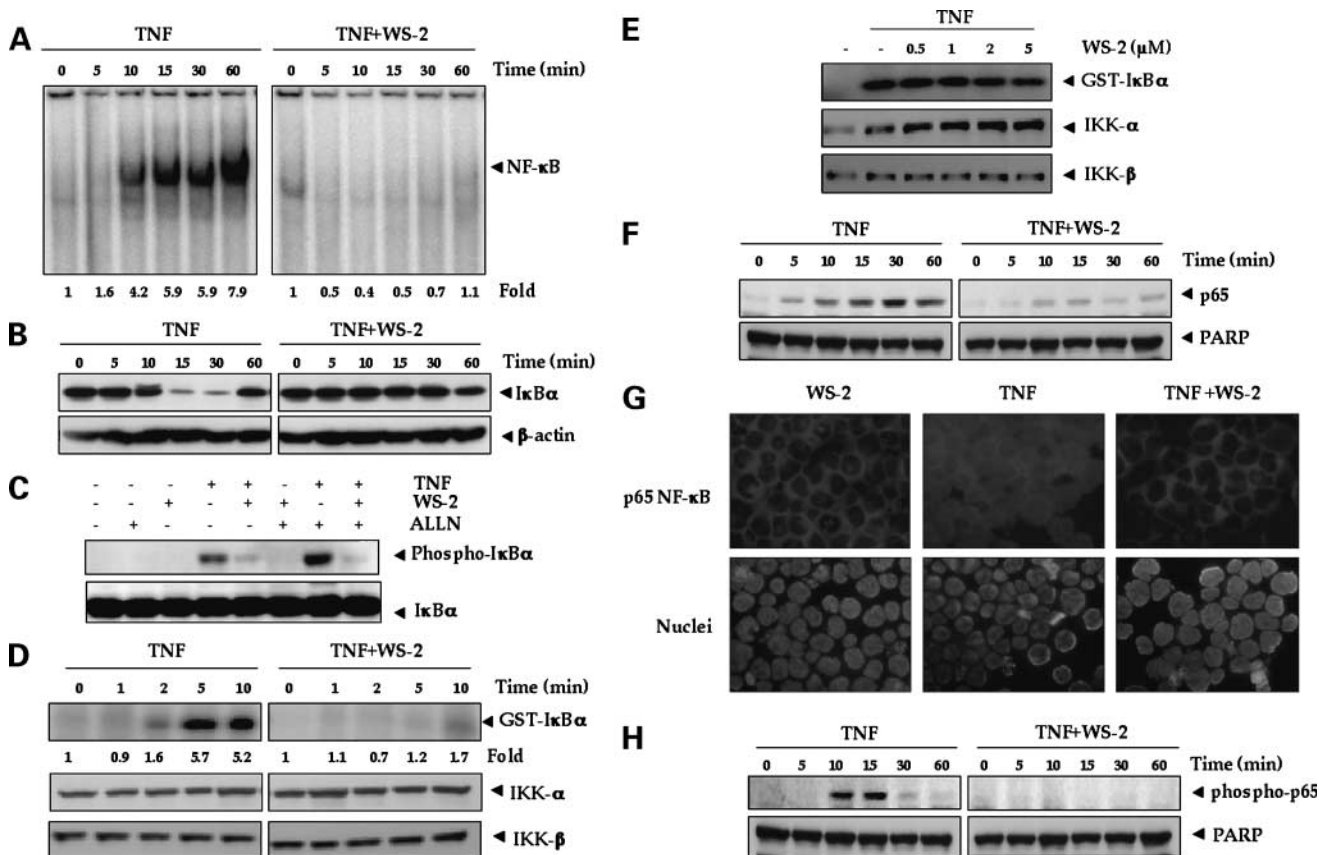 A
TNF TNF+WS-2
0 5 10 15 30 60 0 5 10 15 30 60 Time (min)
NF-κB
1 1.6 4.2 5.9 5.9 7.9 1 0.5 0.4 0.5 0.7 1.1 Fold
B
TNF TNF+WS-2
0 5 10 15 30 60 0 5 10 15 30 60 Time (min)
IκBα
β-actin
C
- - - + + - + + TNF
- - + - + + - + WS-2
- + - - - + + + ALLN
Phospho-IκBα
IκBα
D
TNF TNF+WS-2
0 1 2 5 10 0 1 2 5 10 Time (min)
GST-IκBα
1 0.9 1.6 5.7 5.2 1 1.1 0.7 1.2 1.7 Fold
IKK-α
IKK-β
E
TNF
- - 0.5 1 2 5 WS-2 (μM)
GST-IκBα
IKK-α
IKK-β
F
TNF TNF+WS-2
0 5 10 15 30 60 0 5 10 15 30 60 Time (min)
p65
PARP
G
WS-2 TNF TNF +WS-2
p65 NF-κB
Nuclei
H
TNF TNF+WS-2
0 5 10 15 30 60 0 5 10 15 30 60 Time (min)
phospho-p65
PARP